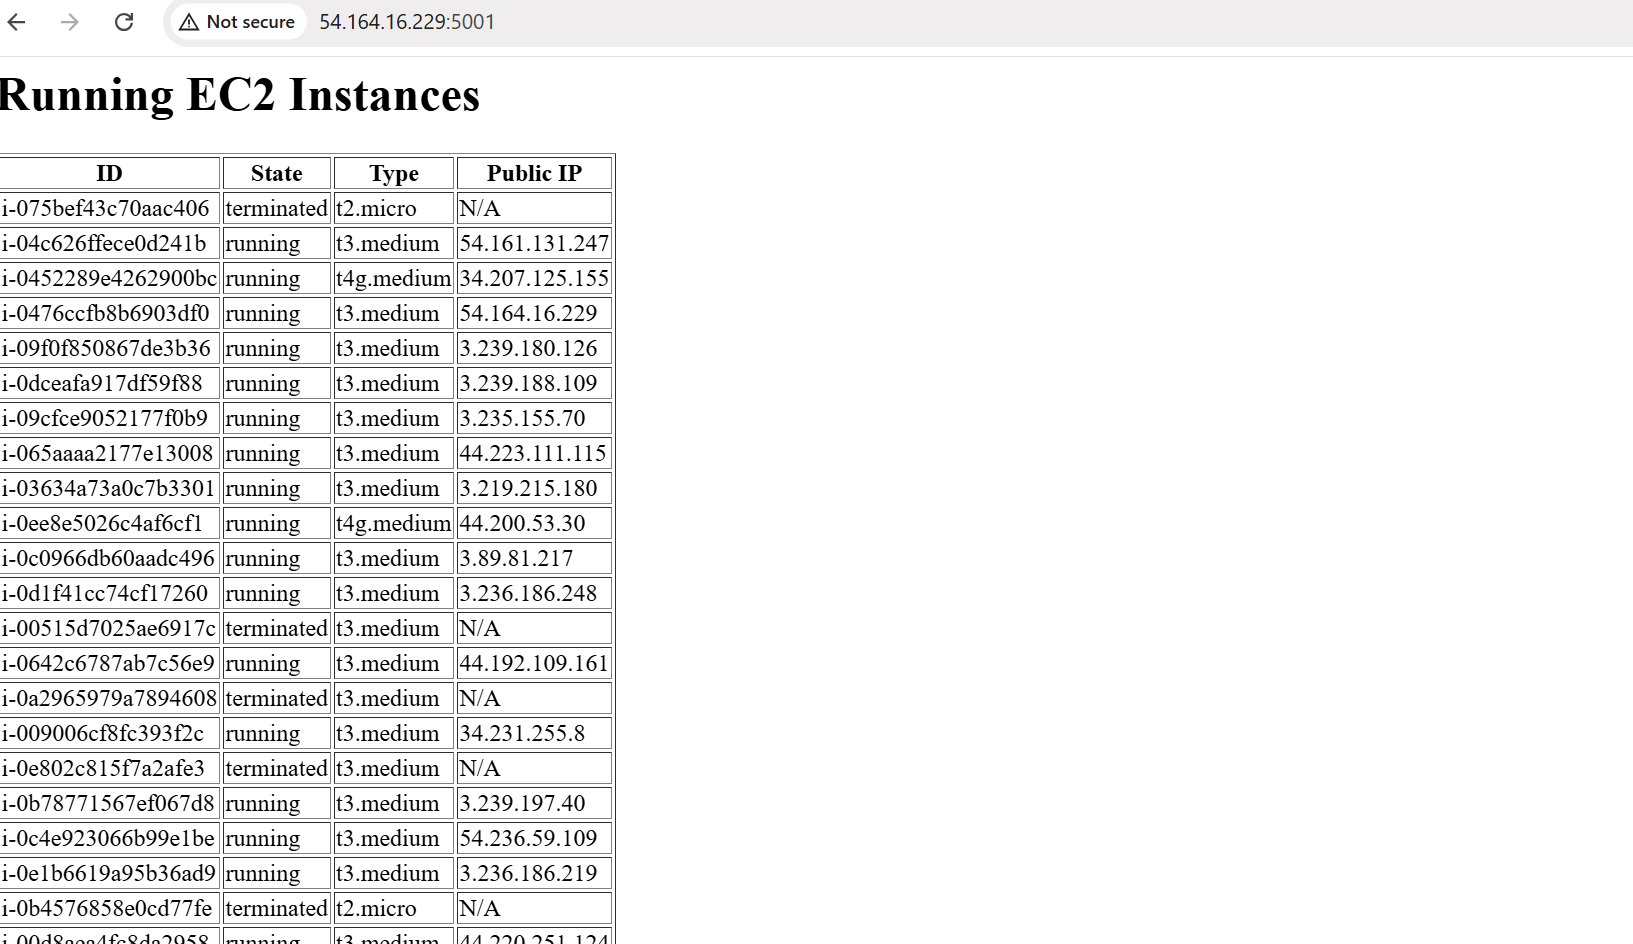 Not secure 54.164.16.229:5001
Running EC2 Instances
ID State Type Public IP
i-075bef43c70aac406 terminated t2.micro N/A
i-04c626ffece0d241b running t3.medium 54.161.131.247
i-0452289e4262900bc running t4g.medium 34.207.125.155
i-0476ccfb8b6903df0 running t3.medium 54.164.16.229
i-09f0f850867de3b36 running t3.medium 3.239.180.126
i-0dceafa917df59f88 running t3.medium 3.239.188.109
i-09cfce9052177f0b9 running t3.medium 3.235.155.70
i-065aaaa2177e13008 running t3.medium 44.223.111.115
i-03634a73a0c7b3301 running t3.medium 3.219.215.180
i-0ee8e5026c4af6cf1 running t4g.medium 44.200.53.30
i-0c0966db60aadc496 running t3.medium 3.89.81.217
i-0d1f41cc74cf17260 running t3.medium 3.236.186.248
i-00515d7025ae6917c terminated t3.medium N/A
i-0642c6787ab7c56e9 running t3.medium 44.192.109.161
i-0a2965979a7894608 terminated t3.medium N/A
i-009006cf8fc393f2c running t3.medium 34.231.255.8
i-0e802c815f7a2afe3 terminated t3.medium N/A
i-0b78771567ef067d8 running t3.medium 3.239.197.40
i-0c4e923066b99e1be running t3.medium 54.236.59.109
i-0e1b6619a95b36ad9 running t3.medium 3.236.186.219
i-0b4576858e0cd77fe terminated t2.micro N/A
running t3.medium 44.220.251.124